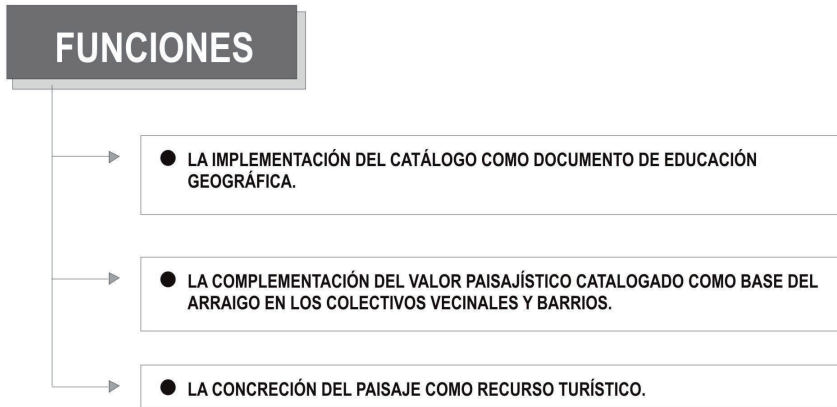 FUNCIONES
● LA IMPLEMENTACIÓN DEL CATÁLOGO COMO DOCUMENTO DE EDUCACIÓN
GEOGRÁFICA.
● LA COMPLEMENTACIÓN DEL VALOR PAISAJÍSTICO CATALOGADO COMO BASE DEL
ARRAIGO EN LOS COLECTIVOS VECINALES Y BARRIOS.
● LA CONCRECIÓN DEL PAISAJE COMO RECURSO TURÍSTICO.